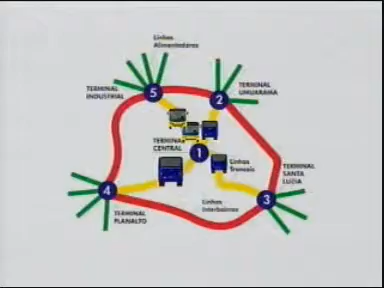 Linhas
Alimentadoras
TERMINAL
INDUSTRIAL
5
2
TERMINAL
UMUARAMA
TERMINAL
CENTRAL
1
Linhas
Troncais
TERMINAL
SANTA
LUZIA
4
3
TERMINAL
PLANALTO
Linhas
Interbairros